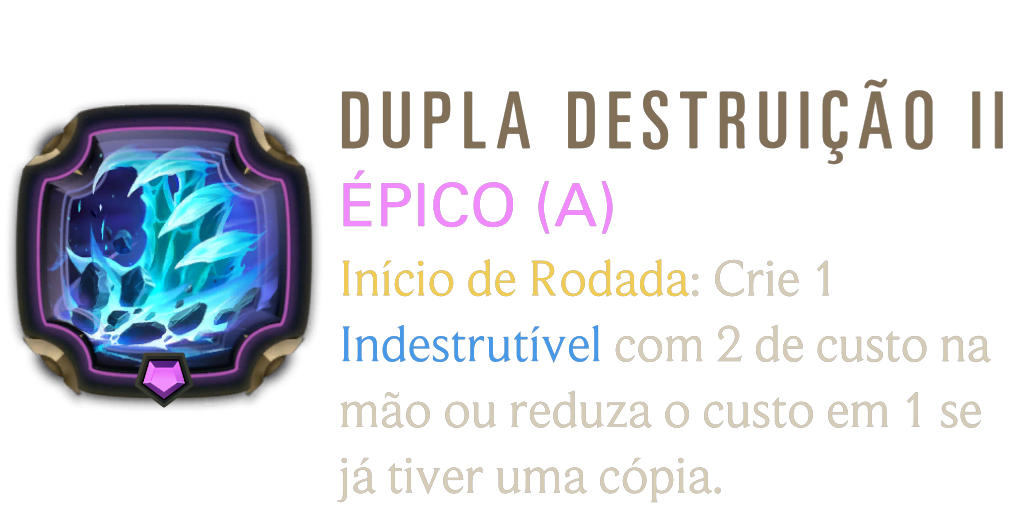 DUPLA DESTRUIÇÃO II
ÉPICO (A)
Início de Rodada: Crie 1
Indestrutível com 2 de custo na
mão ou reduza o custo em 1 se
já tiver uma cópia.